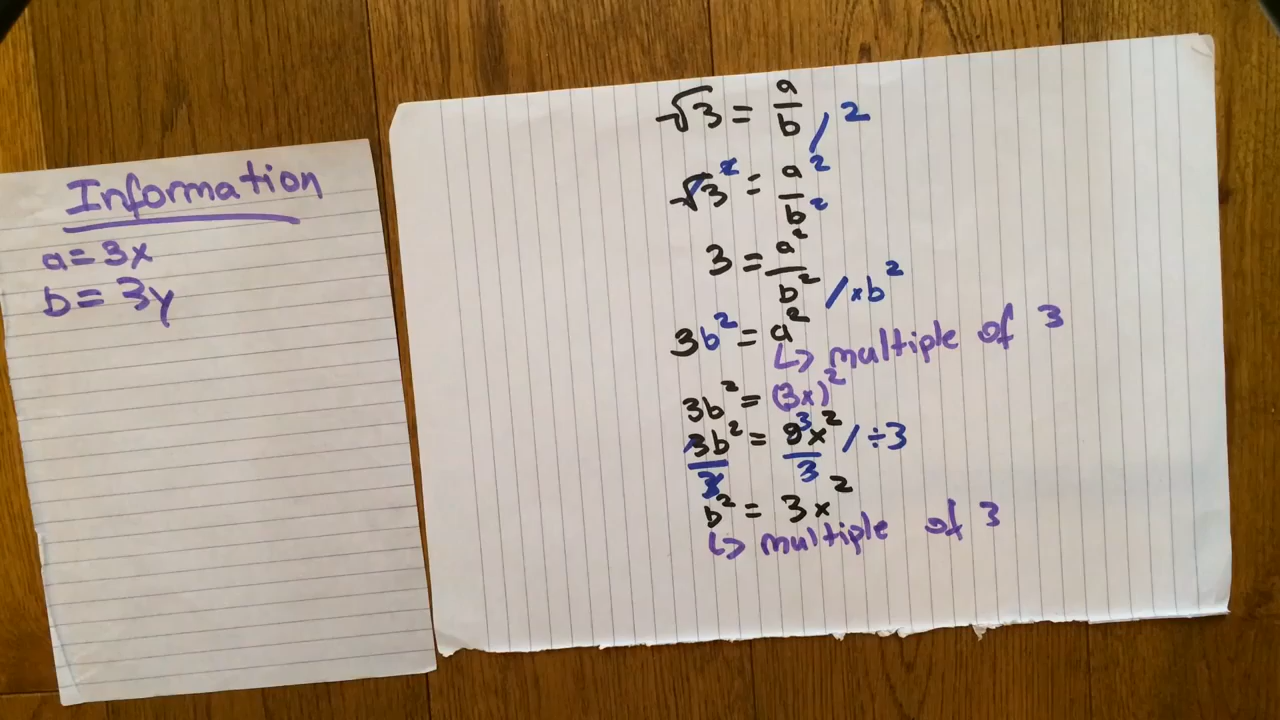 Information
a = 3x
b = 3y
√3 = a/b / 2
√3² = a²/b²
3 = a²/b² / ×b²
3b² = a²
↳ multiple of 3
3b² = (3x)²
3b²/3 = 9³x²/3 / ÷3
b² = 3x²
↳ multiple of 3